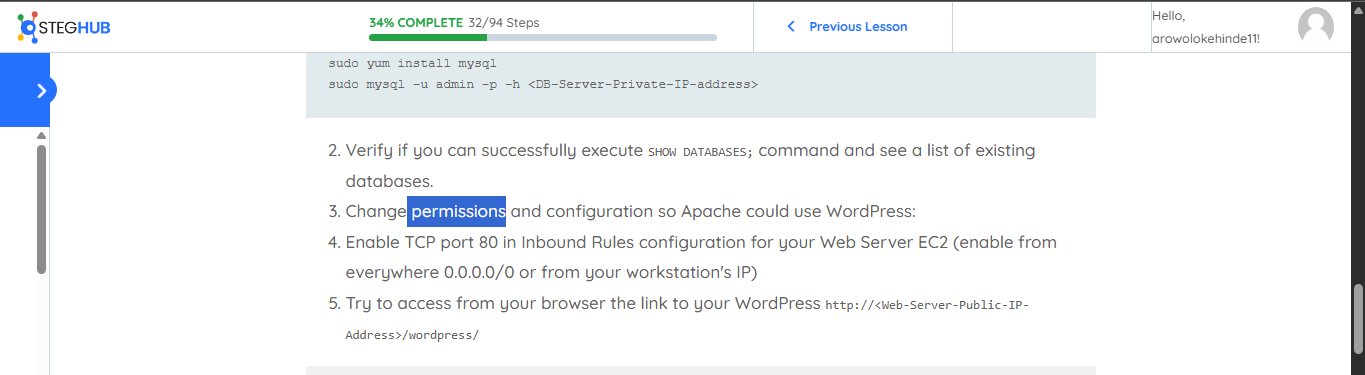 STEGHUB
34% COMPLETE 32/94 Steps
Previous Lesson
Hello,
arowolokehinde11!
sudo yum install mysql
sudo mysql -u admin -p -h <DB-Server-Private-IP-address>
2. Verify if you can successfully execute SHOW DATABASES; command and see a list of existing
databases.
3. Change permissions and configuration so Apache could use WordPress:
4. Enable TCP port 80 in Inbound Rules configuration for your Web Server EC2 (enable from
everywhere 0.0.0.0/0 or from your workstation's IP)
5. Try to access from your browser the link to your WordPress http://<Web-Server-Public-IP-
Address>/wordpress/